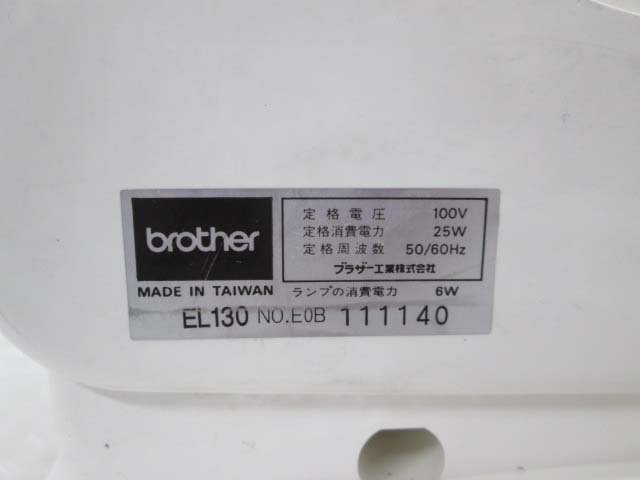 brother
定格電圧 100V
定格消費電力 25W
定格周波数 50/60Hz
ブラザー工業株式会社
MADE IN TAIWAN ランプの消費電力 6W
EL130 NO.E0B 111140